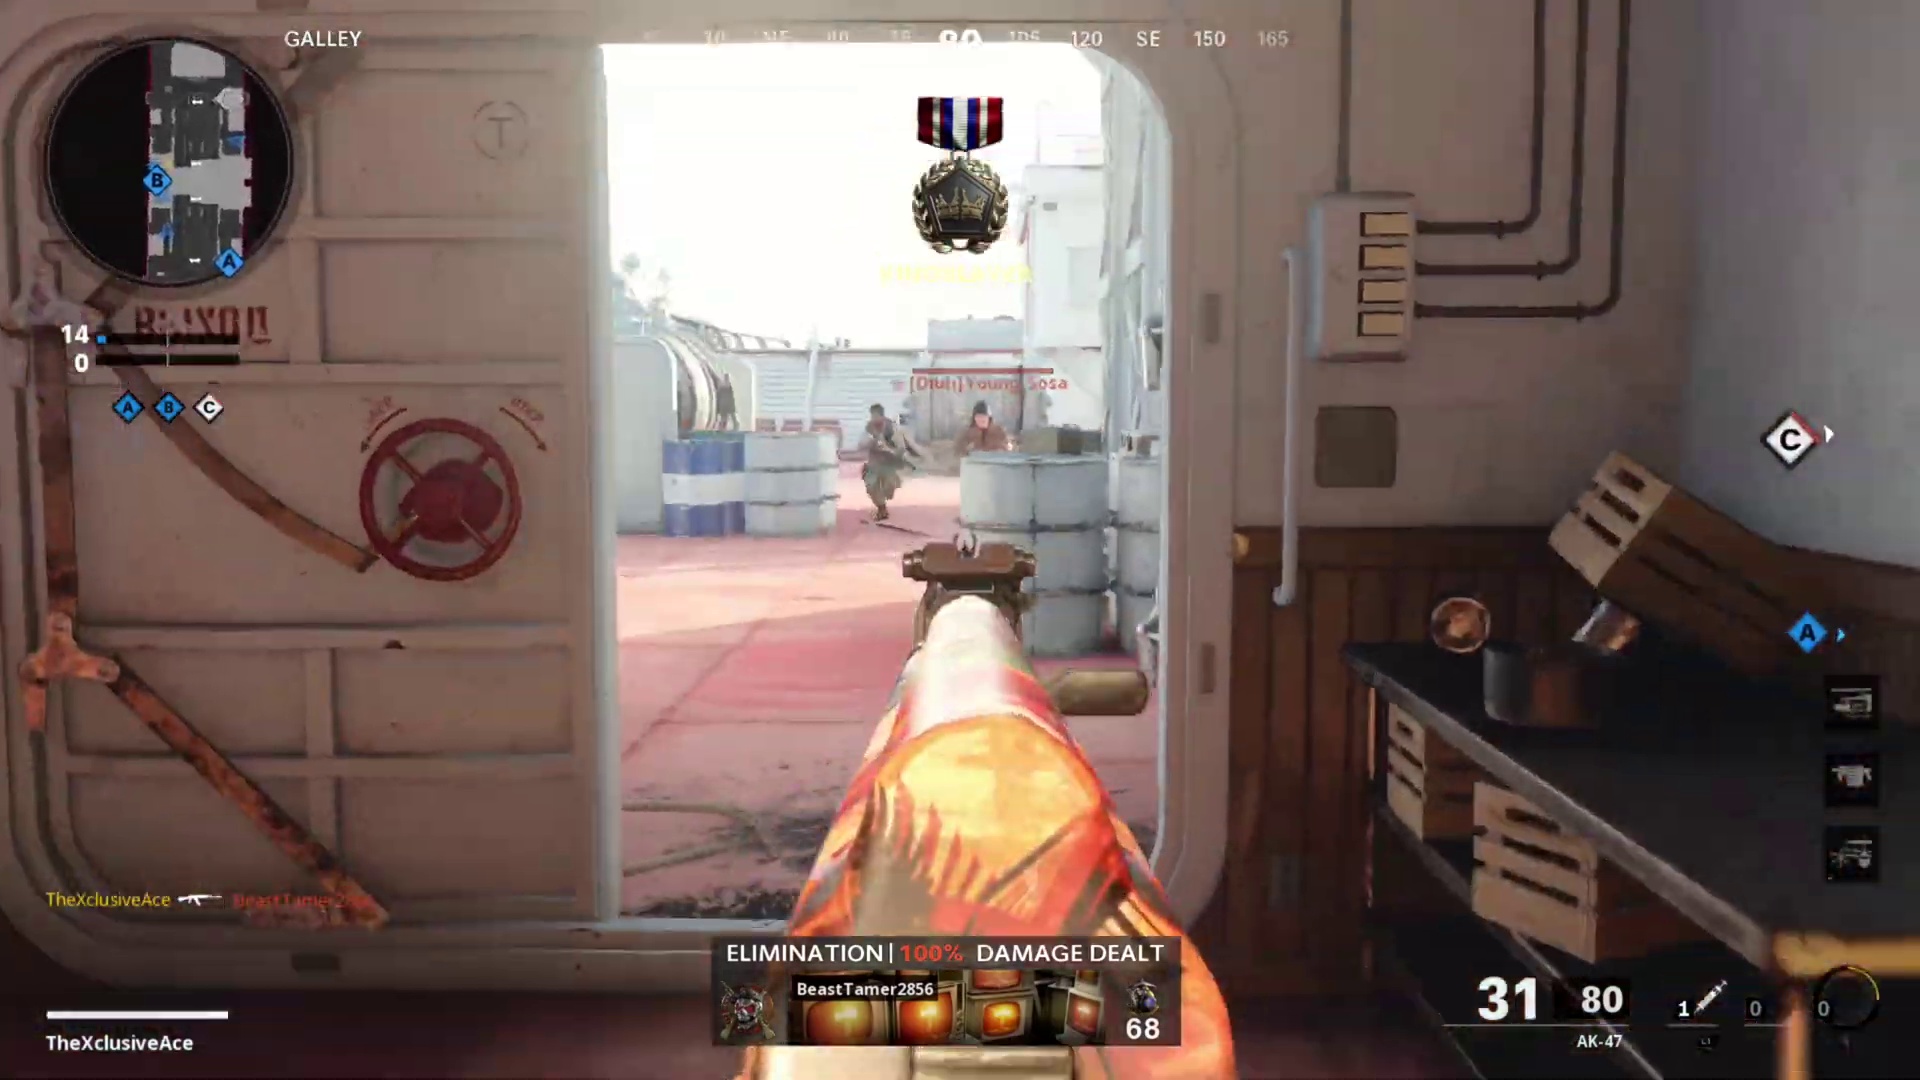 GALLEY
120 SE 150 165
B
A
14
0
A B C
T
[Diuh]Young Sosa
C
A
TheXclusiveAce BeastTamer2856
ELIMINATION | 100% DAMAGE DEALT
BeastTamer2856
68
TheXclusiveAce
31 80 1 0 0
AK-47